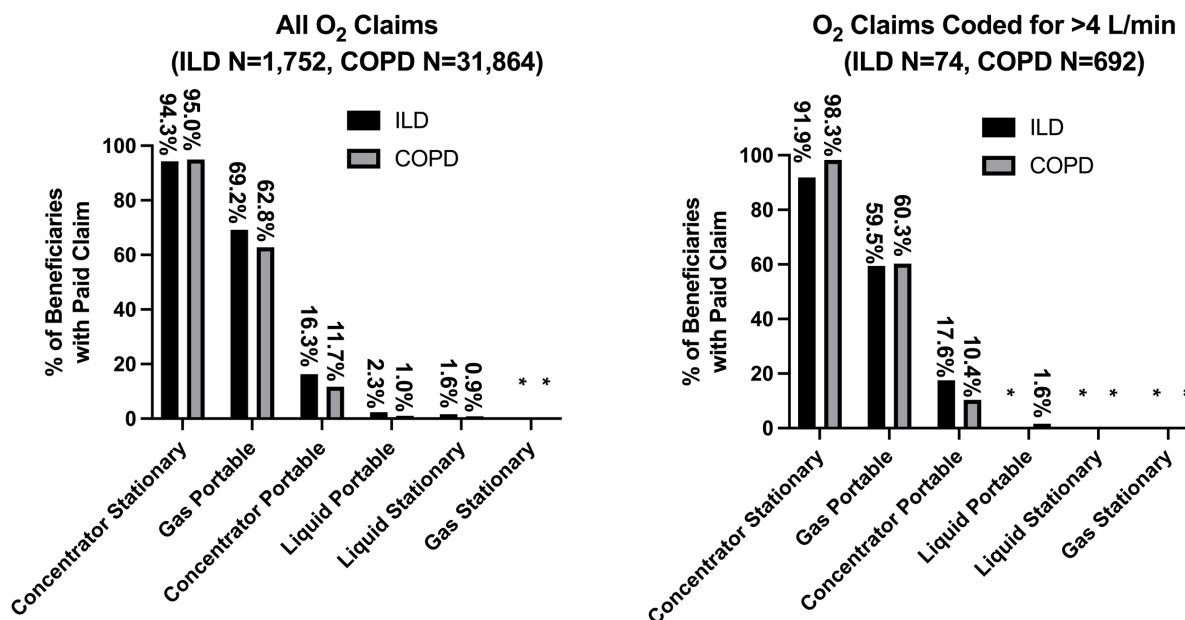 All O₂ Claims
(ILD N=1,752, COPD N=31,864)
ILD
COPD
% of Beneficiaries
with Paid Claim
100
80
60
40
20
0
94.3%
95.0%
69.2%
62.8%
16.3%
11.7%
2.3%
1.0%
1.6%
0.9%
* *
Concentrator Stationary
Gas Portable
Concentrator Portable
Liquid Portable
Liquid Stationary
Gas Stationary
O₂ Claims Coded for >4 L/min
(ILD N=74, COPD N=692)
ILD
COPD
% of Beneficiaries
with Paid Claim
100
80
60
40
20
0
91.9%
98.3%
59.5%
60.3%
17.6%
10.4%
*
1.6%
* *
* *
Concentrator Stationary
Gas Portable
Concentrator Portable
Liquid Portable
Liquid Stationary
Gas Stationary